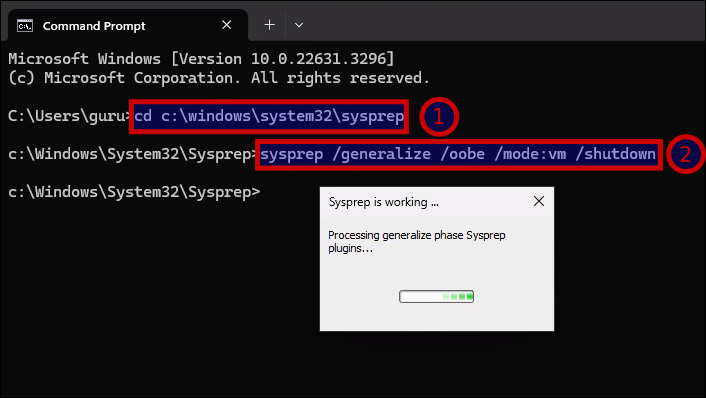 Command Prompt
Microsoft Windows [Version 10.0.22631.3296]
(c) Microsoft Corporation. All rights reserved.
C:\Users\guru>cd c:\windows\system32\sysprep
1
c:\Windows\System32\Sysprep>sysprep /generalize /oobe /mode:vm /shutdown
2
c:\Windows\System32\Sysprep>
Sysprep is working ...
Processing generalize phase Sysprep
plugins...